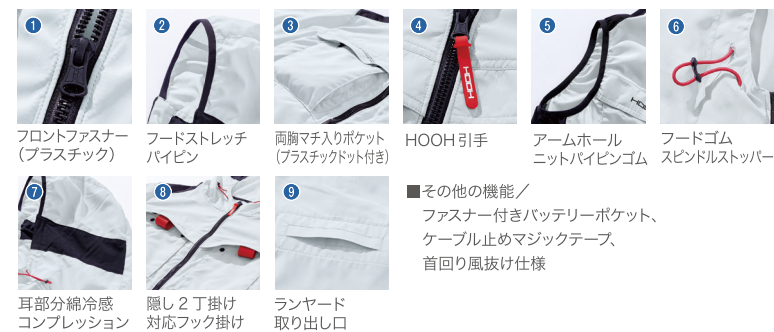 1
フロントファスナー
（プラスチック）
2
フードストレッチ
パイピン
3
両胸マチ入りポケット
（プラスチックドット付き）
4
HOOH
HOOH引手
5
HOO
アームホール
ニットパイピンゴム
6
フードゴム
スピンドルストッパー
7
耳部分綿冷感
コンプレッション
8
隠し2丁掛け
対応フック掛け
9
ランヤード
取り出し口
■その他の機能／
ファスナー付きバッテリーポケット、
ケーブル止めマジックテープ、
首回り風抜け仕様